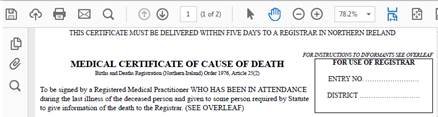 1 (1 of 2) 78.2%
THIS CERTIFICATE MUST BE DELIVERED WITHIN FIVE DAYS TO A REGISTRAR IN NORTHERN IRELAND
FOR INSTRUCTIONS TO INFORMANTS SEE OVERLEAF
MEDICAL CERTIFICATE OF CAUSE OF DEATH
Births and Deaths Registration (Northern Ireland) Order 1976, Article 25(2)
To be signed by a Registered Medical Practitioner WHO HAS BEEN IN ATTENDANCE
during the last illness of the deceased person and given to some person required by Statute
to give information of the death to the Registrar. (SEE OVERLEAF)
FOR USE OF REGISTRAR
ENTRY NO. ........................
DISTRICT ...........................